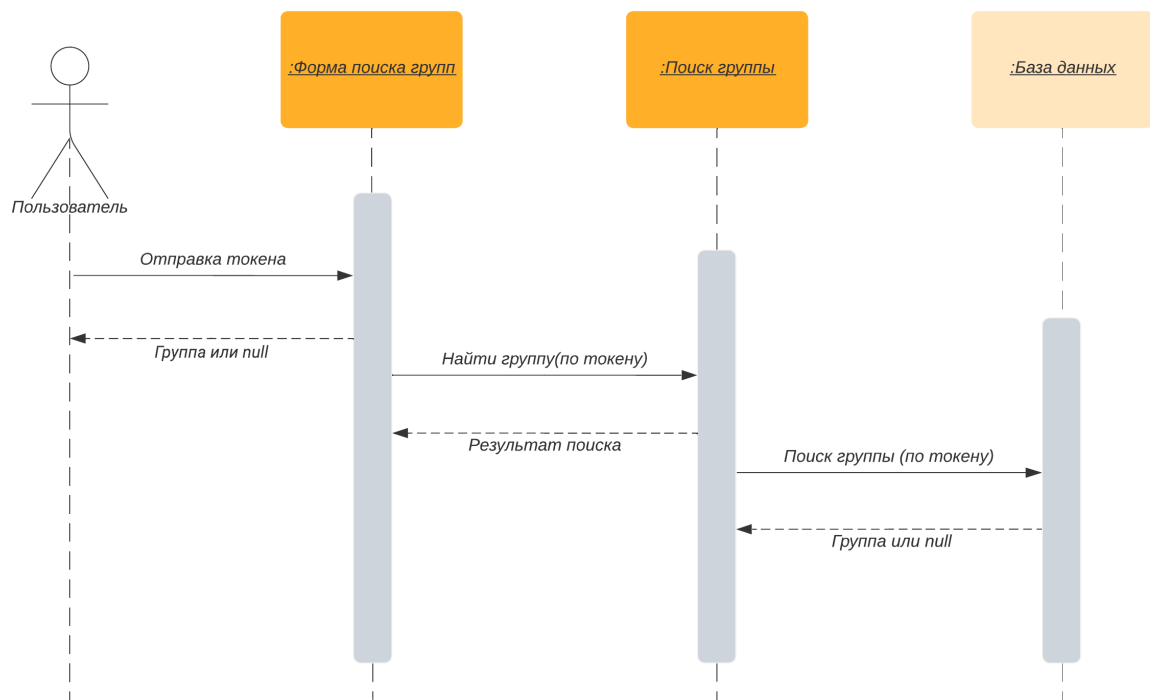 :Форма поиска групп
:Поиск группы
:База данных
Пользователь
Отправка токена
Группа или null
Найти группу(по токену)
Результат поиска
Поиск группы (по токену)
Группа или null